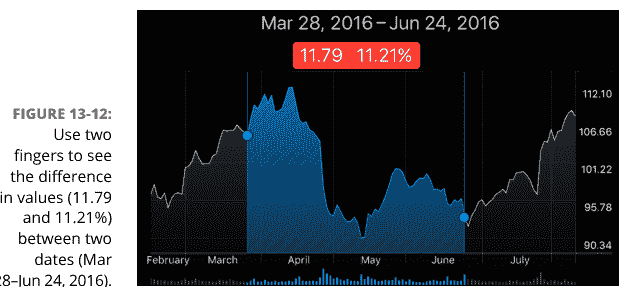 Mar 28, 2016 – Jun 24, 2016
11.79 11.21%
112.10
106.66
101.22
95.78
90.34
February March April May June July
FIGURE 13-12:
Use two
fingers to see
the difference
in values (11.79
and 11.21%)
between two
dates (Mar
28–Jun 24, 2016).